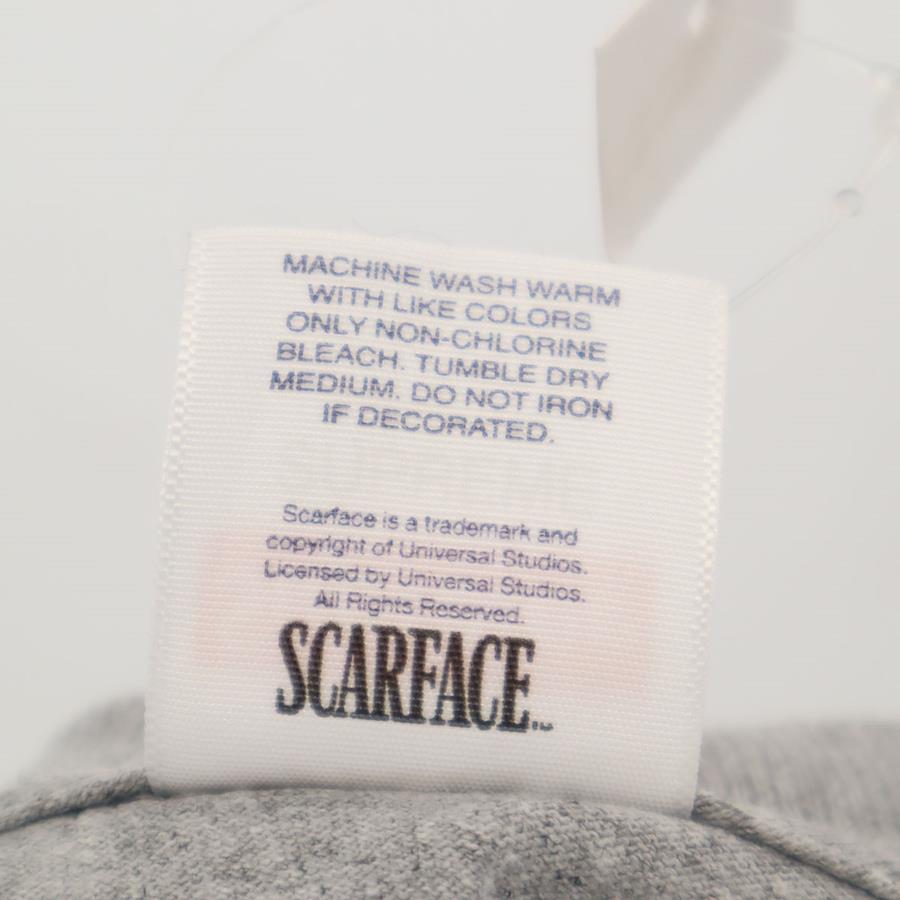 MACHINE WASH WARM
WITH LIKE COLORS
ONLY NON-CHLORINE
BLEACH. TUMBLE DRY
MEDIUM. DO NOT IRON
IF DECORATED.
Scarface is a trademark and
copyright of Universal Studios.
Licensed by Universal Studios.
All Rights Reserved.
SCARFACE™